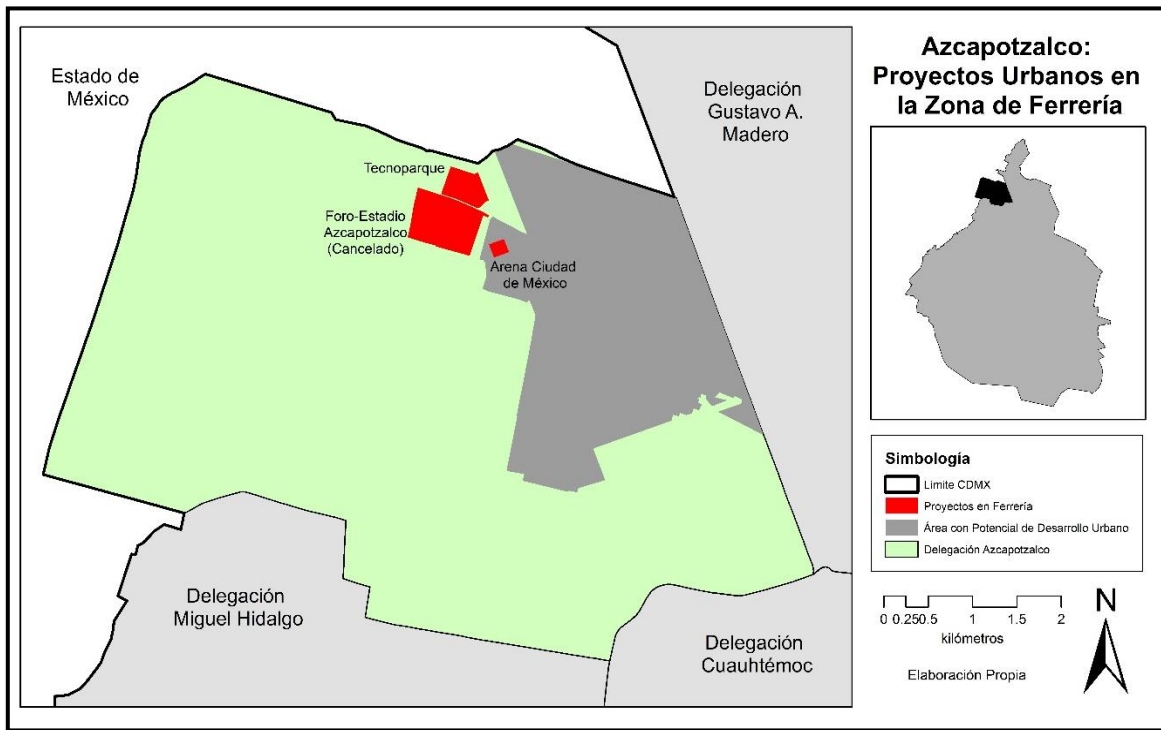 Azcapotzalco:
Proyectos Urbanos en
la Zona de Ferrería
Estado de
México
Delegación
Gustavo A.
Madero
Tecnoparque
Foro-Estadio
Azcapotzalco
(Cancelado)
Arena Ciudad
de México
Delegación
Miguel Hidalgo
Delegación
Cuauhtémoc
Simbología
Límite CDMX
Proyectos en Ferrería
Área con Potencial de Desarrollo Urbano
Delegación Azcapotzalco
0 0.250.5 1 1.5 2
kilómetros
N
Elaboración Propia